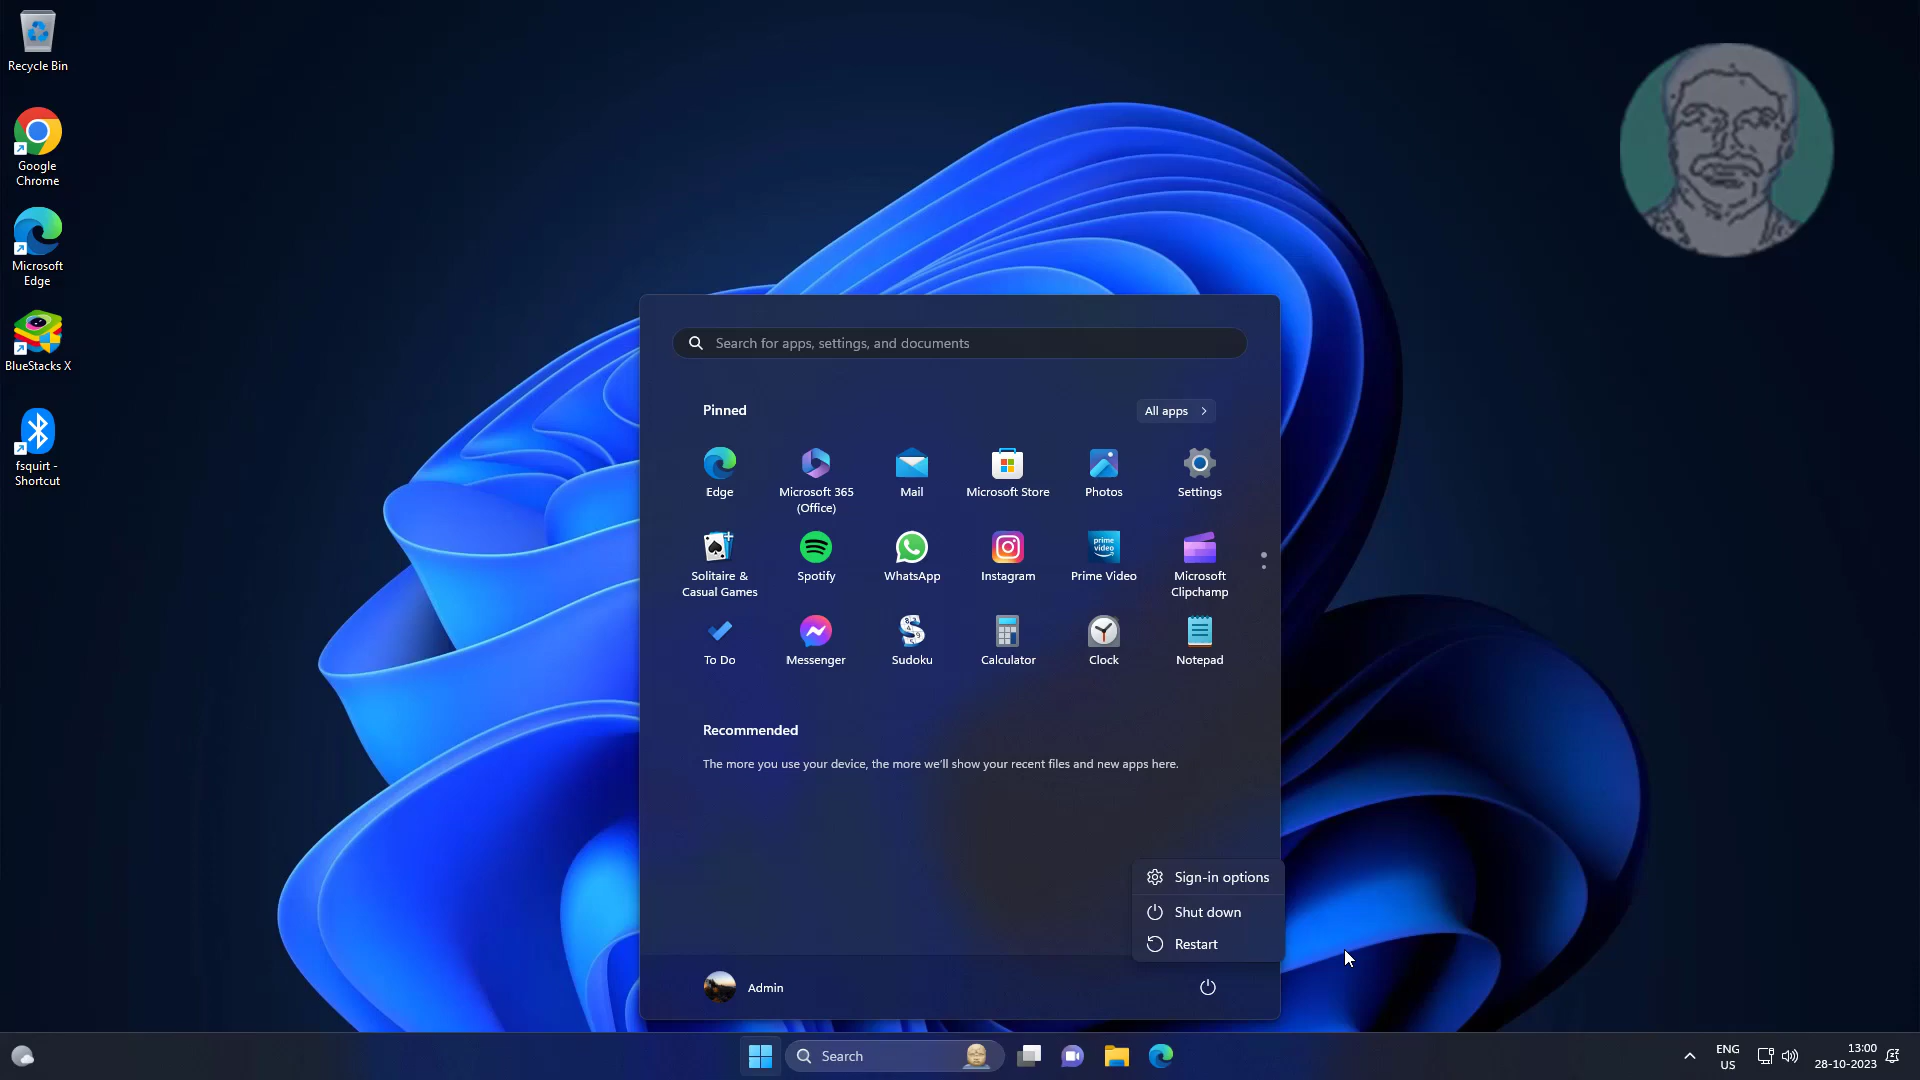 Recycle Bin
Google
Chrome
Microsoft
Edge
BlueStacks X
fsquirt -
Shortcut
Search for apps, settings, and documents
Pinned
All apps
Edge
Microsoft 365
(Office)
Mail
Microsoft Store
Photos
Settings
Solitaire &
Casual Games
Spotify
WhatsApp
Instagram
prime
video
Prime Video
Microsoft
Clipchamp
To Do
Messenger
Sudoku
Calculator
Clock
Notepad
Recommended
The more you use your device, the more we'll show your recent files and new apps here.
Sign-in options
Shut down
Restart
Admin
Search
ENG
US
13:00
28-10-2023